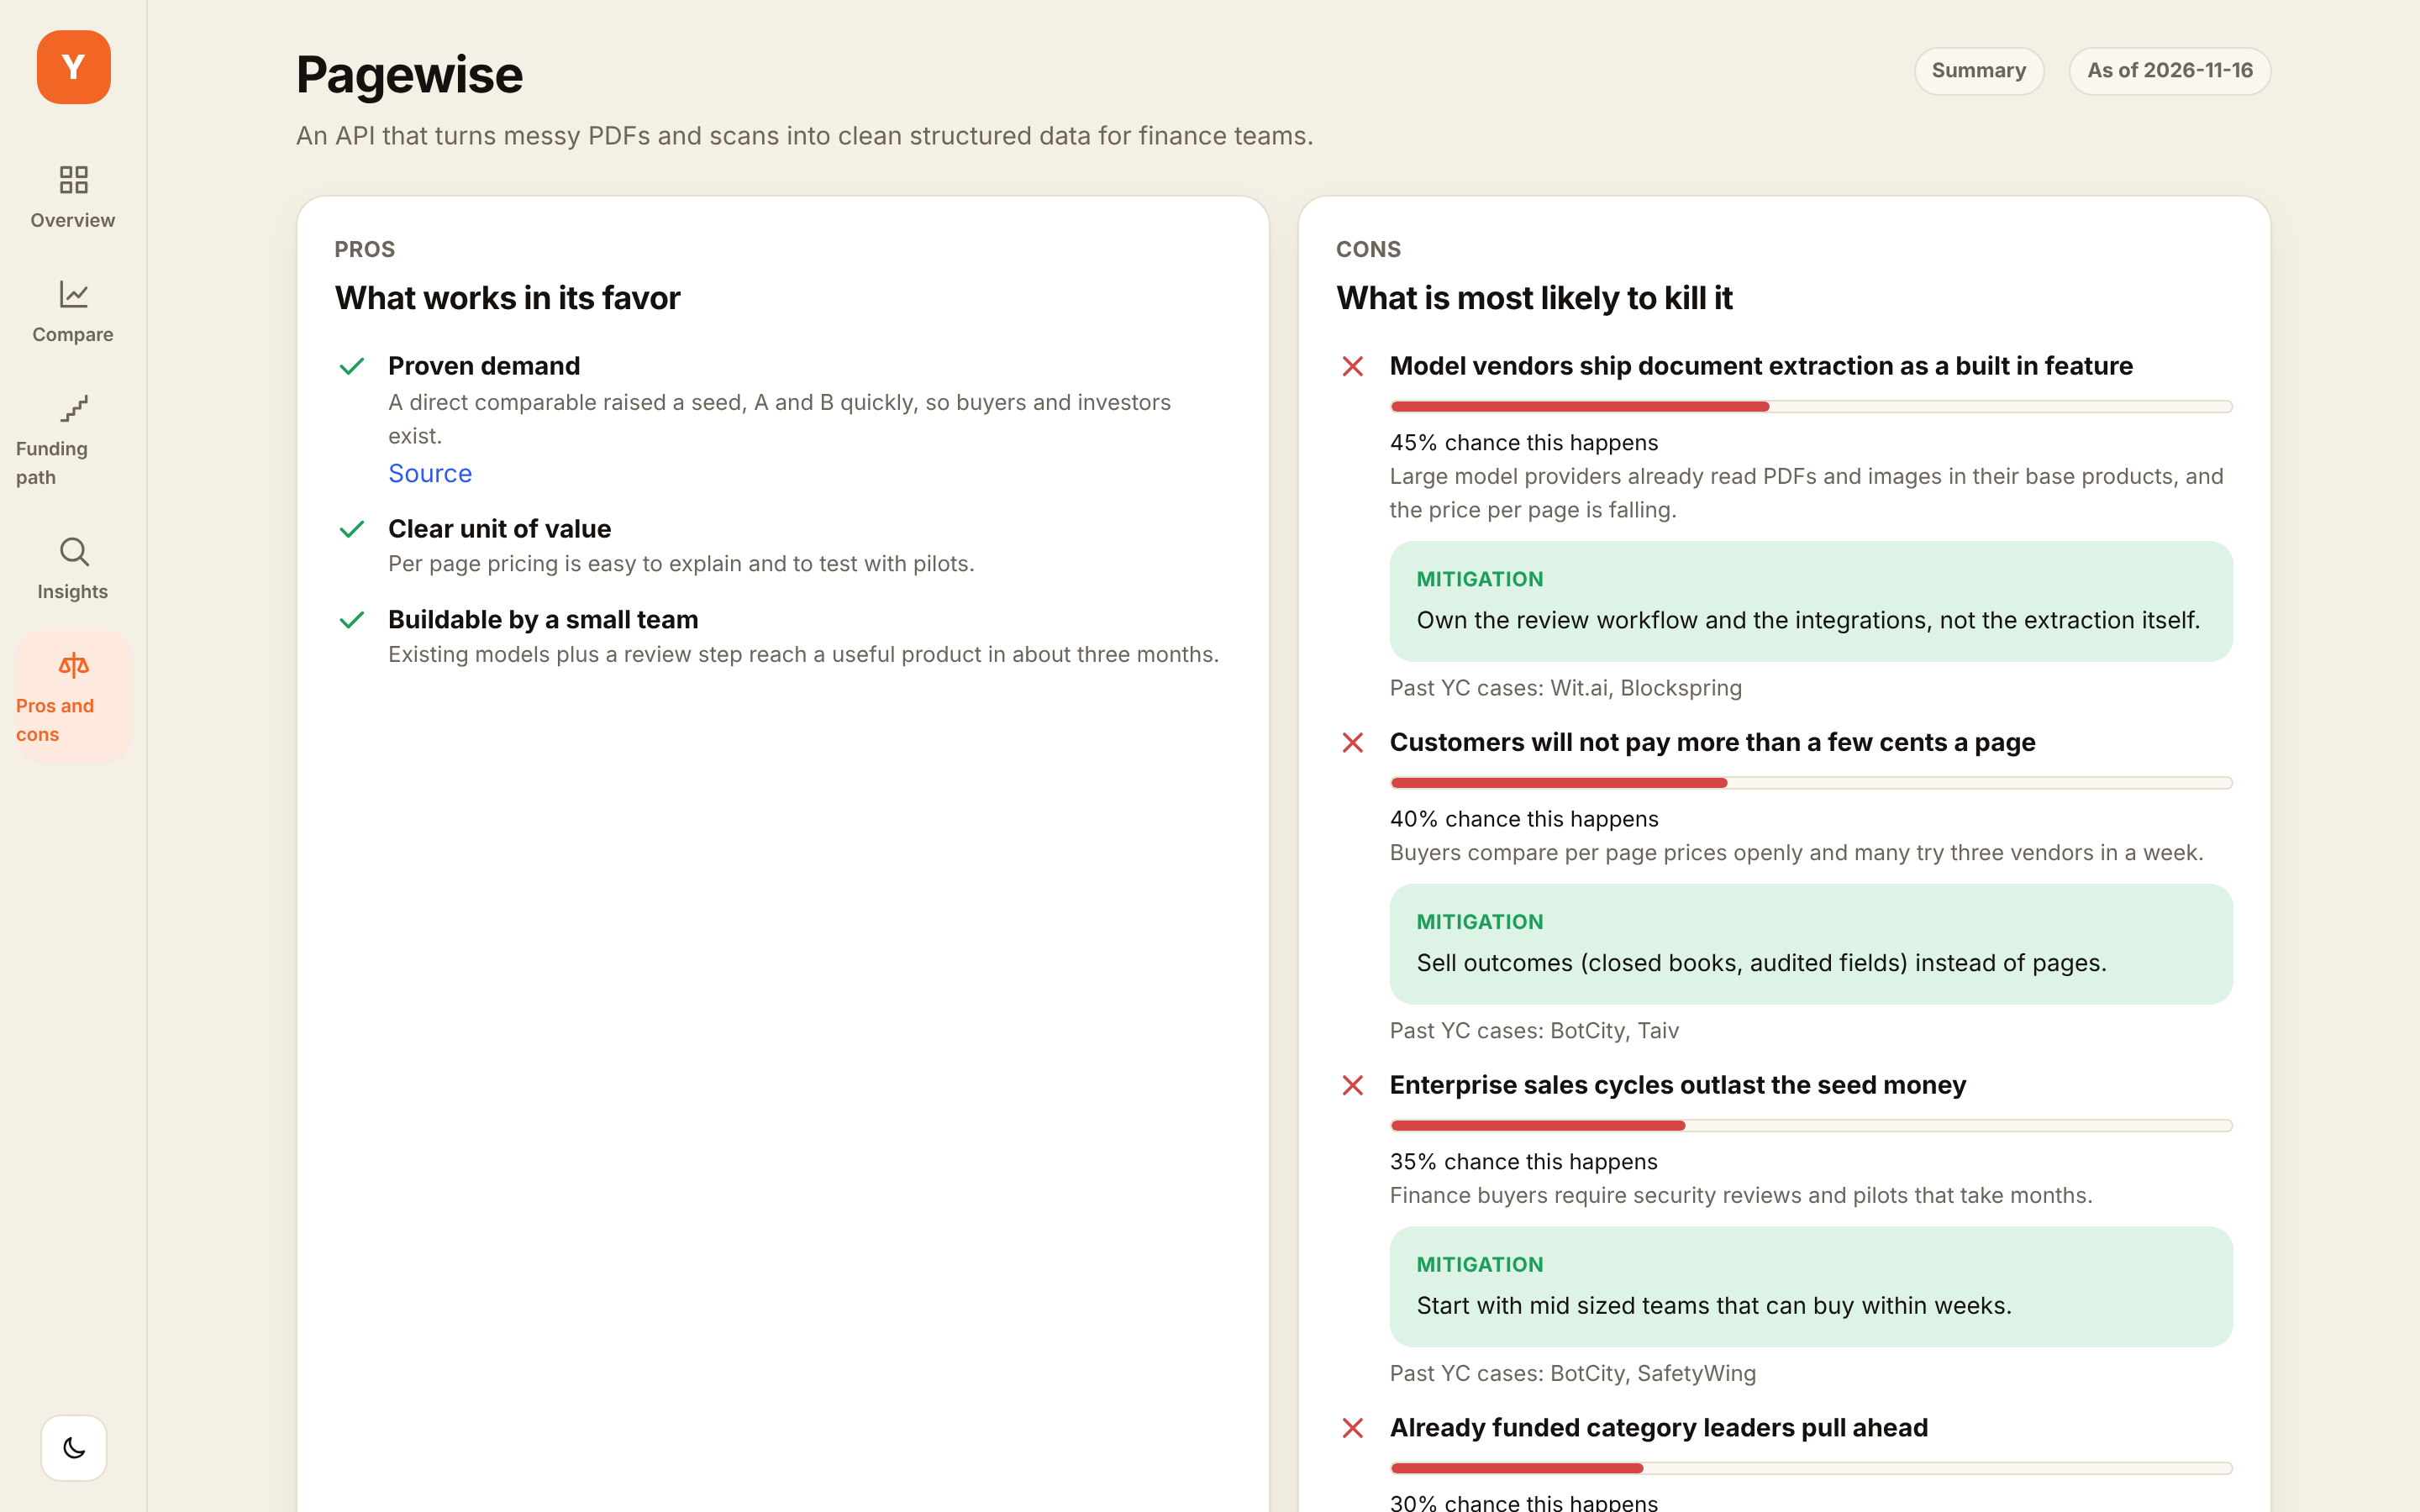 Y
Overview
Compare
Funding
path
Insights
Pros and
cons
Pagewise
Summary
As of 2026-11-16
An API that turns messy PDFs and scans into clean structured data for finance teams.
PROS
What works in its favor
Proven demand
A direct comparable raised a seed, A and B quickly, so buyers and investors
exist.
Source
Clear unit of value
Per page pricing is easy to explain and to test with pilots.
Buildable by a small team
Existing models plus a review step reach a useful product in about three months.
CONS
What is most likely to kill it
Model vendors ship document extraction as a built in feature
45% chance this happens
Large model providers already read PDFs and images in their base products, and
the price per page is falling.
MITIGATION
Own the review workflow and the integrations, not the extraction itself.
Past YC cases: Wit.ai, Blockspring
Customers will not pay more than a few cents a page
40% chance this happens
Buyers compare per page prices openly and many try three vendors in a week.
MITIGATION
Sell outcomes (closed books, audited fields) instead of pages.
Past YC cases: BotCity, Taiv
Enterprise sales cycles outlast the seed money
35% chance this happens
Finance buyers require security reviews and pilots that take months.
MITIGATION
Start with mid sized teams that can buy within weeks.
Past YC cases: BotCity, SafetyWing
Already funded category leaders pull ahead
30% chance this happens